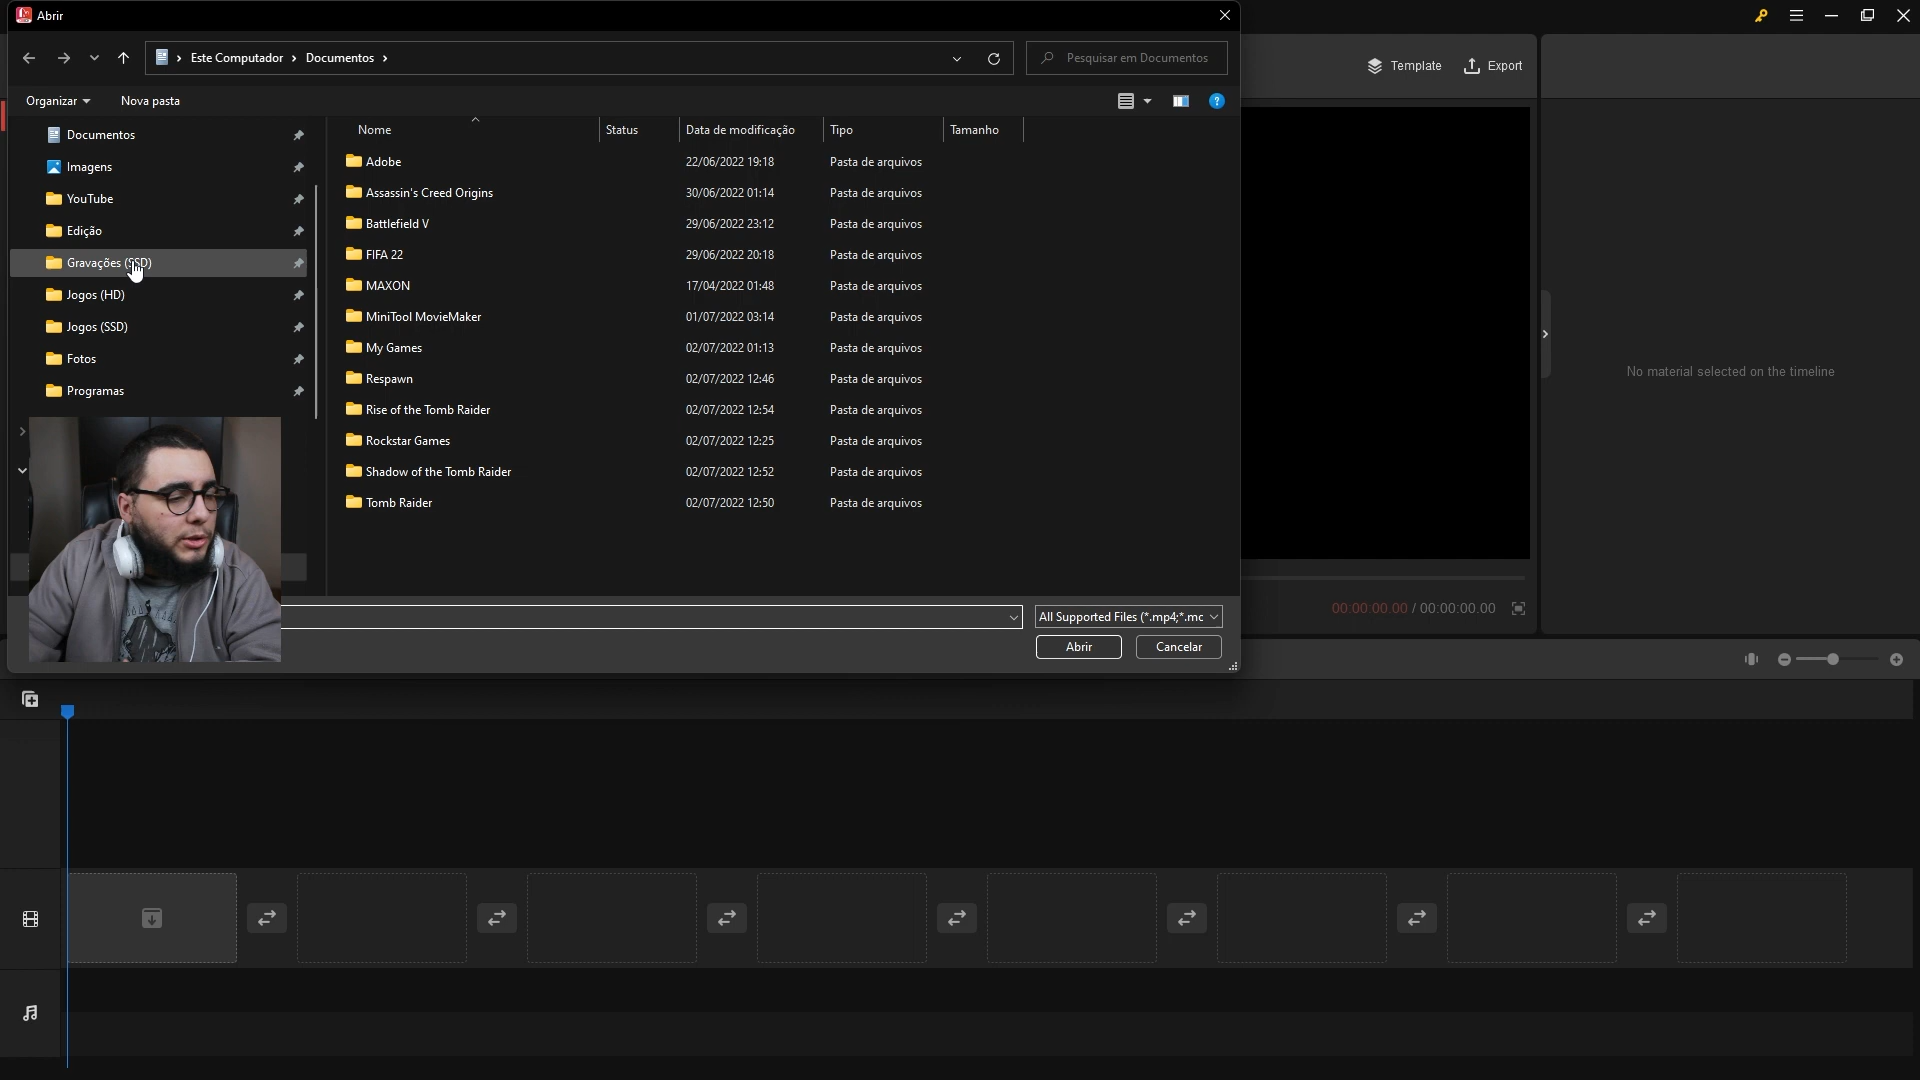 Abrir
Este Computador
Documentos
Pesquisar em Documentos
Template
Export
Organizar
Nova pasta
Documentos
Imagens
YouTube
Edição
Gravações (SSD)
Jogos (HD)
Jogos (SSD)
Fotos
Programas
Nome
Status
Data de modificação
Tipo
Tamanho
Adobe 22/06/2022 19:18 Pasta de arquivos
Assassin's Creed Origins 30/06/2022 01:14 Pasta de arquivos
Battlefield V 29/06/2022 23:12 Pasta de arquivos
FIFA 22 29/06/2022 20:18 Pasta de arquivos
MAXON 17/04/2022 01:48 Pasta de arquivos
MiniTool MovieMaker 01/07/2022 03:14 Pasta de arquivos
My Games 02/07/2022 01:13 Pasta de arquivos
Respawn 02/07/2022 12:46 Pasta de arquivos
Rise of the Tomb Raider 02/07/2022 12:54 Pasta de arquivos
Rockstar Games 02/07/2022 12:25 Pasta de arquivos
Shadow of the Tomb Raider 02/07/2022 12:52 Pasta de arquivos
Tomb Raider 02/07/2022 12:50 Pasta de arquivos
No material selected on the timeline
All Supported Files (*.mp4;*.mc
Abrir
Cancelar
00:00:00.00 / 00:00:00.00